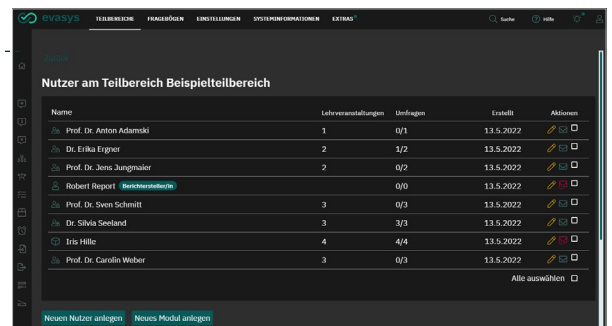 evasys TEILBEREICHE FRAGEBÖGEN EINSTELLUNGEN SYSTEMINFORMATIONEN EXTRAS Suche Hilfe
Zurück
Nutzer am Teilbereich Beispielteilbereich
Name Lehrveranstaltungen Umfragen Erstellt Aktionen
Prof. Dr. Anton Adamski 1 0/1 13.5.2022
Dr. Erika Ergner 2 1/2 13.5.2022
Prof. Dr. Jens Jungmaier 2 0/2 13.5.2022
Robert Report Berichtersteller/in 0/0 13.5.2022
Prof. Dr. Sven Schmitt 3 0/3 13.5.2022
Dr. Silvia Seeland 3 3/3 13.5.2022
Iris Hille 4 4/4 13.5.2022
Prof. Dr. Carolin Weber 3 0/3 13.5.2022
Alle auswählen
Neuen Nutzer anlegen Neues Modul anlegen